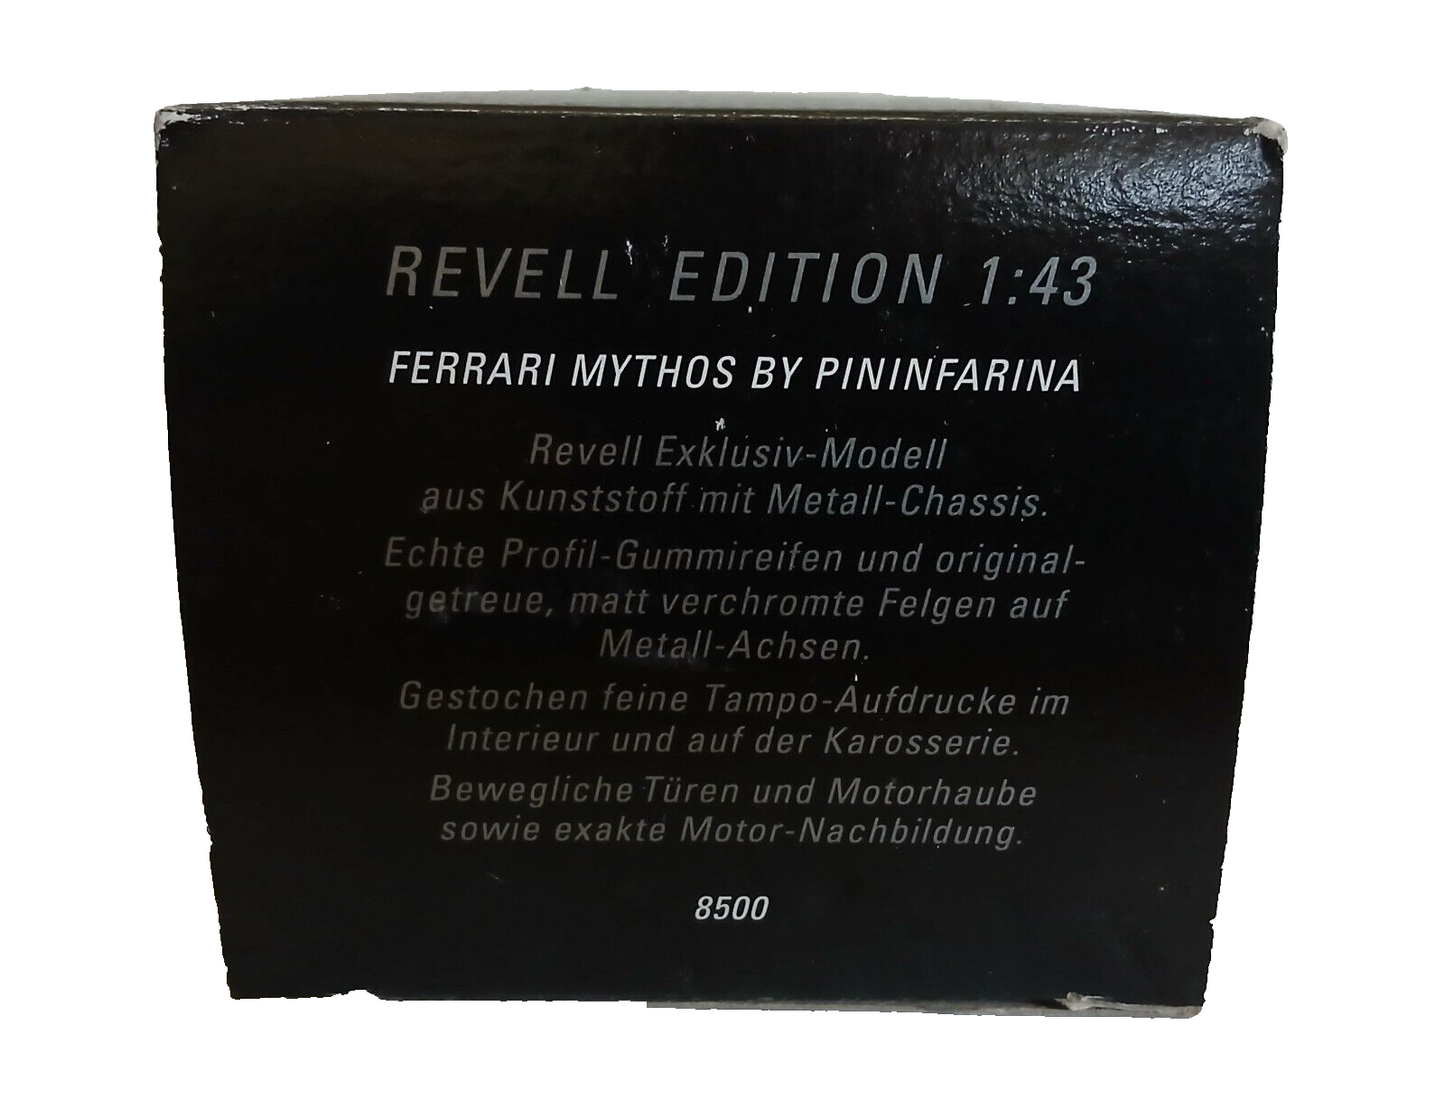 REVELL EDITION 1:43
FERRARI MYTHOS BY PININFARINA
Revell Exklusiv-Modell
aus Kunststoff mit Metall-Chassis.
Echte Profil-Gummireifen und original-
getreue, matt verchromte Felgen auf
Metall-Achsen.
Gestochen feine Tampo-Aufdrucke im
Interieur und auf der Karosserie.
Bewegliche Türen und Motorhaube
sowie exakte Motor-Nachbildung.
8500